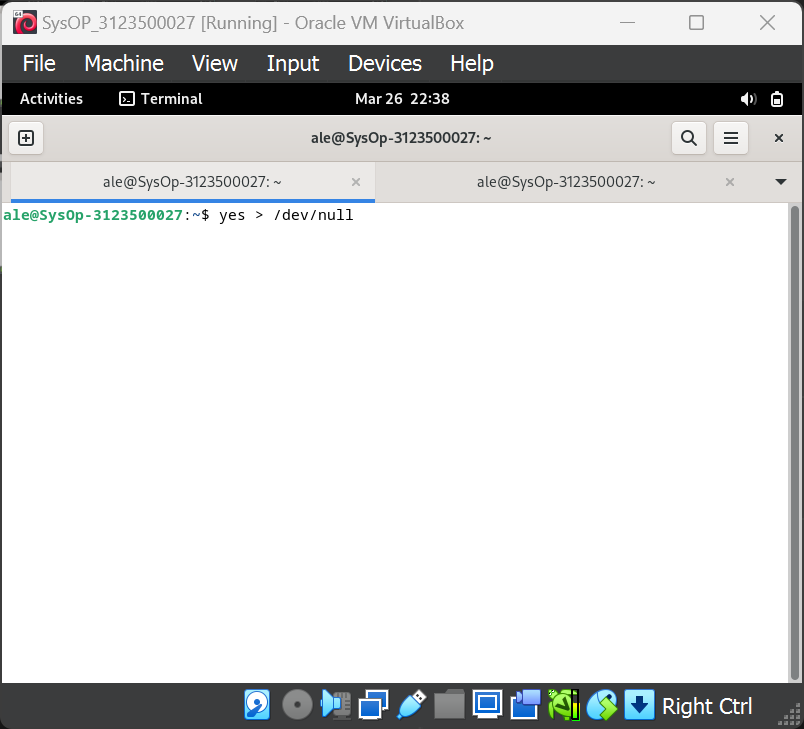 64
SysOP_3123500027 [Running] - Oracle VM VirtualBox
File Machine View Input Devices Help
Activities Terminal Mar 26 22:38
ale@SysOp-3123500027: ~
ale@SysOp-3123500027: ~ ale@SysOp-3123500027: ~
ale@SysOp-3123500027:~$ yes > /dev/null
Right Ctrl